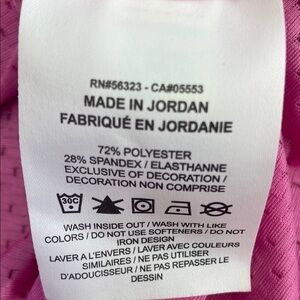 RN#56323 - CA#05553
MADE IN JORDAN
FABRIQUÉ EN JORDANIE
72% POLYESTER
28% SPANDEX / ELASTHANNE
EXCLUSIVE OF DECORATION /
DECORATION NON COMPRISE
30C
WASH INSIDE OUT / WASH WITH LIKE
COLORS / DO NOT USE SOFTENERS / DO NOT
IRON DESIGN
LAVER A L'ENVERS / LAVER AVEC COULEURS
SIMILAIRES / NE PAS UTILISER
D'ADOUCISSEUR / NE PAS REPASSER LE
DESSIN